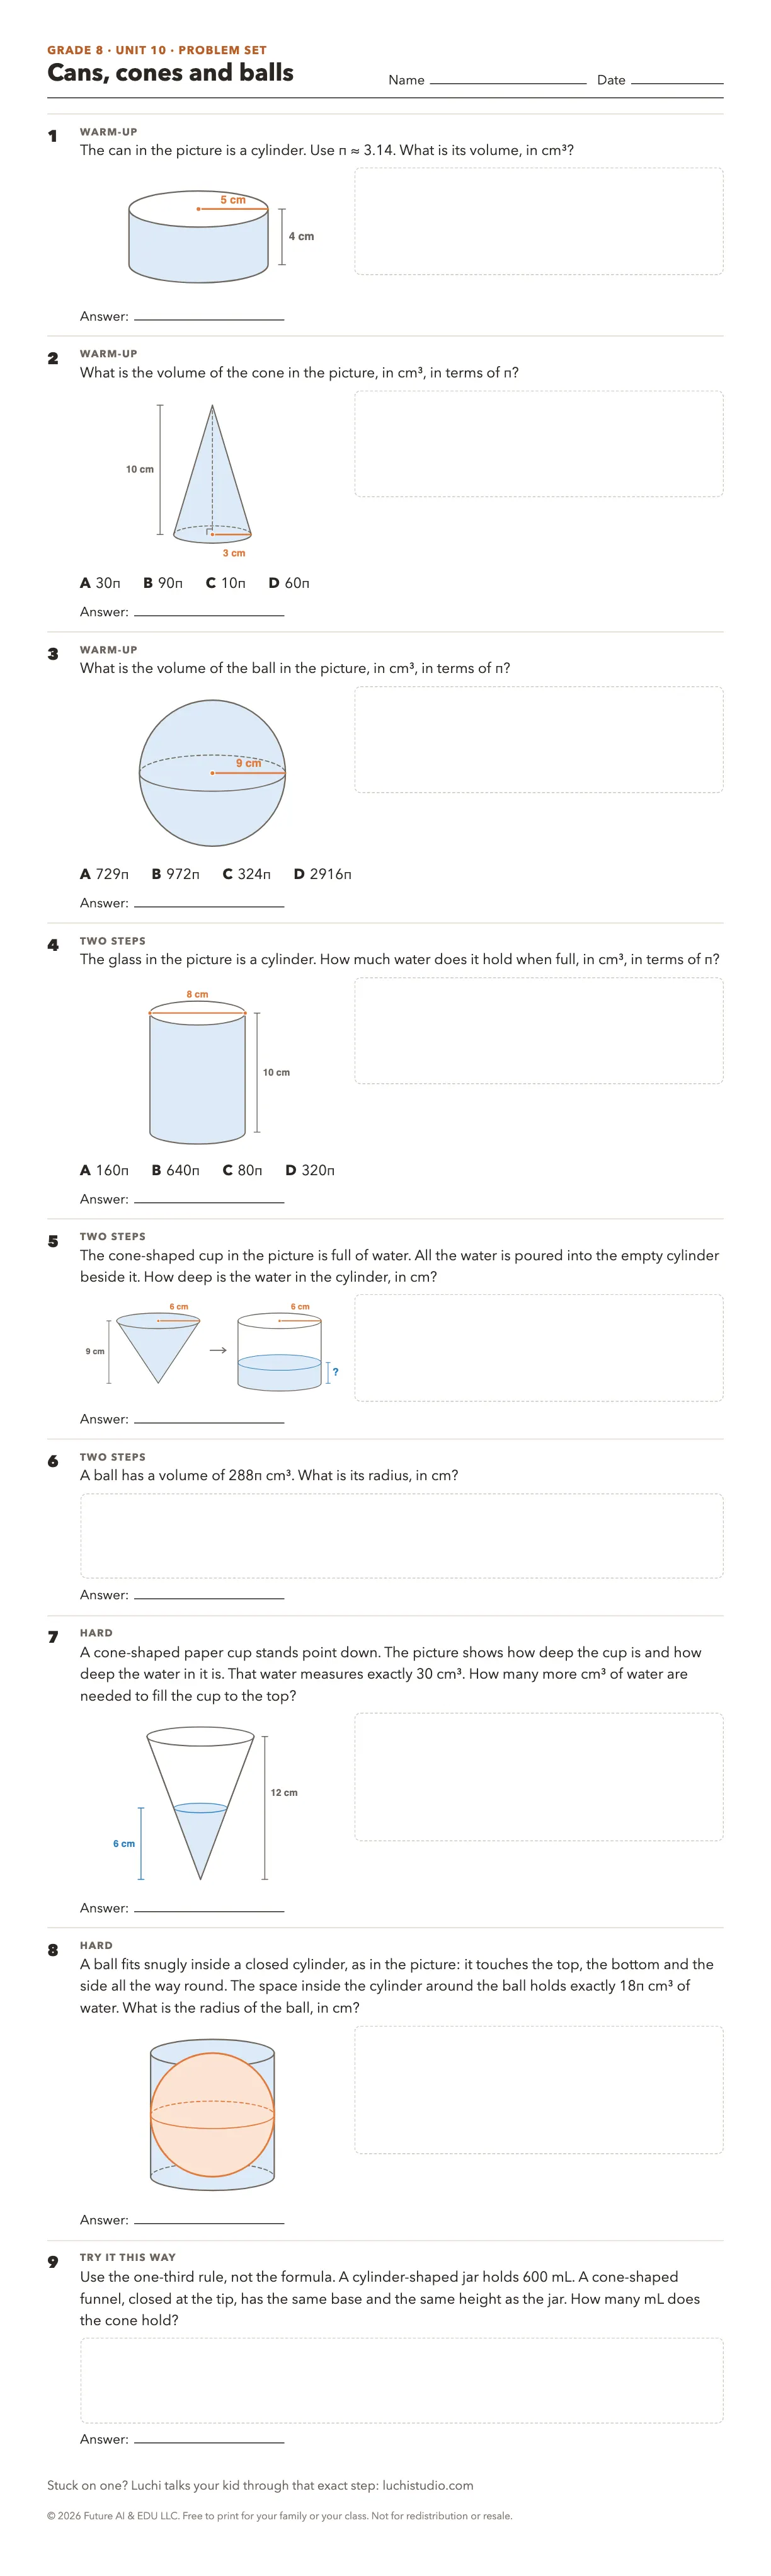 GRADE 8 · UNIT 10 · PROBLEM SET
Cans, cones and balls
Name
Date
1
WARM-UP
The can in the picture is a cylinder. Use π ≈ 3.14. What is its volume, in cm³?
5 cm
4 cm
Answer:
2
WARM-UP
What is the volume of the cone in the picture, in cm³, in terms of π?
10 cm
3 cm
A 30π B 90π C 10π D 60π
Answer:
3
WARM-UP
What is the volume of the ball in the picture, in cm³, in terms of π?
9 cm
A 729π B 972π C 324π D 2916π
Answer:
4
TWO STEPS
The glass in the picture is a cylinder. How much water does it hold when full, in cm³, in terms of π?
8 cm
10 cm
A 160π B 640π C 80π D 320π
Answer:
5
TWO STEPS
The cone-shaped cup in the picture is full of water. All the water is poured into the empty cylinder
beside it. How deep is the water in the cylinder, in cm?
6 cm
9 cm
→
6 cm
?
Answer:
6
TWO STEPS
A ball has a volume of 288π cm³. What is its radius, in cm?
Answer:
7
HARD
A cone-shaped paper cup stands point down. The picture shows how deep the cup is and how
deep the water in it is. That water measures exactly 30 cm³. How many more cm³ of water are
needed to fill the cup to the top?
12 cm
6 cm
Answer:
8
HARD
A ball fits snugly inside a closed cylinder, as in the picture: it touches the top, the bottom and the
side all the way round. The space inside the cylinder around the ball holds exactly 18π cm³ of
water. What is the radius of the ball, in cm?
Answer:
9
TRY IT THIS WAY
Use the one-third rule, not the formula. A cylinder-shaped jar holds 600 mL. A cone-shaped
funnel, closed at the tip, has the same base and the same height as the jar. How many mL does
the cone hold?
Answer:
Stuck on one? Luchi talks your kid through that exact step: luchistudio.com
© 2026 Future AI & EDU LLC. Free to print for your family or your class. Not for redistribution or resale.